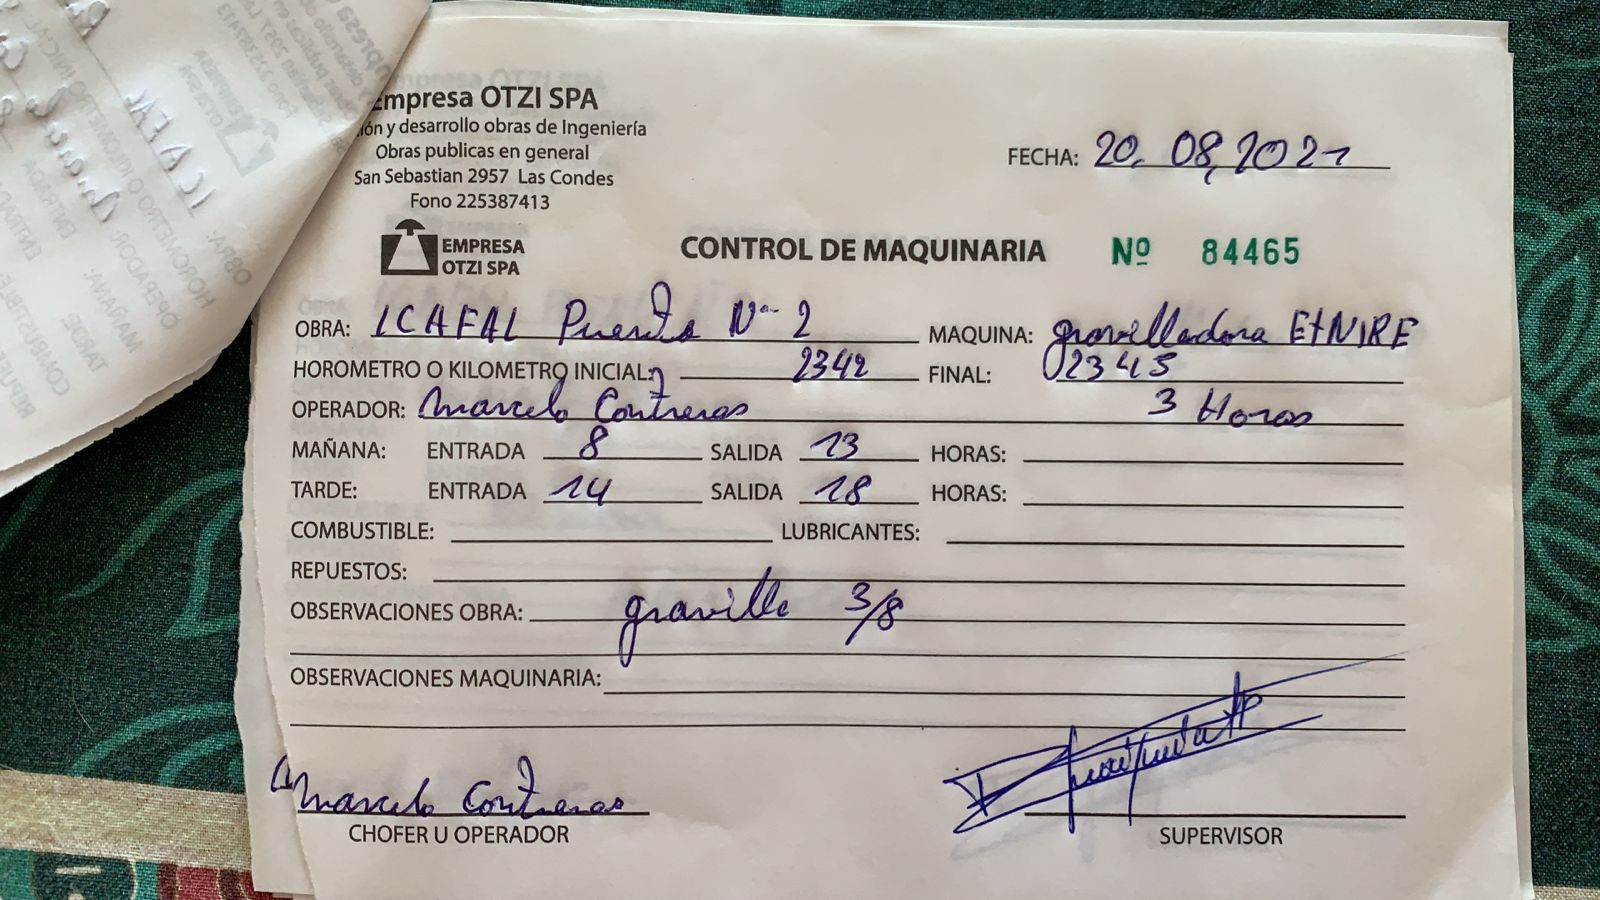 Empresa OTZI SPA
ión y desarrollo obras de Ingeniería
Obras publicas en general
San Sebastian 2957 Las Condes
Fono 225387413
FECHA: 20.08,2021
EMPRESA
OTZI SPA
CONTROL DE MAQUINARIA Nº 84465
OBRA: ICAFAL Puente Nº 2 MAQUINA: gravilladora EtNIRE
HOROMETRO O KILOMETRO INICIAL: 2342 FINAL: 02345
OPERADOR: Marcelo Contreras 3 Horas
MAÑANA: ENTRADA 8 SALIDA 13 HORAS:
TARDE: ENTRADA 14 SALIDA 18 HORAS:
COMBUSTIBLE: LUBRICANTES:
REPUESTOS:
OBSERVACIONES OBRA: gravilla 3/8
OBSERVACIONES MAQUINARIA:
Marcelo Contreras
CHOFER U OPERADOR SUPERVISOR